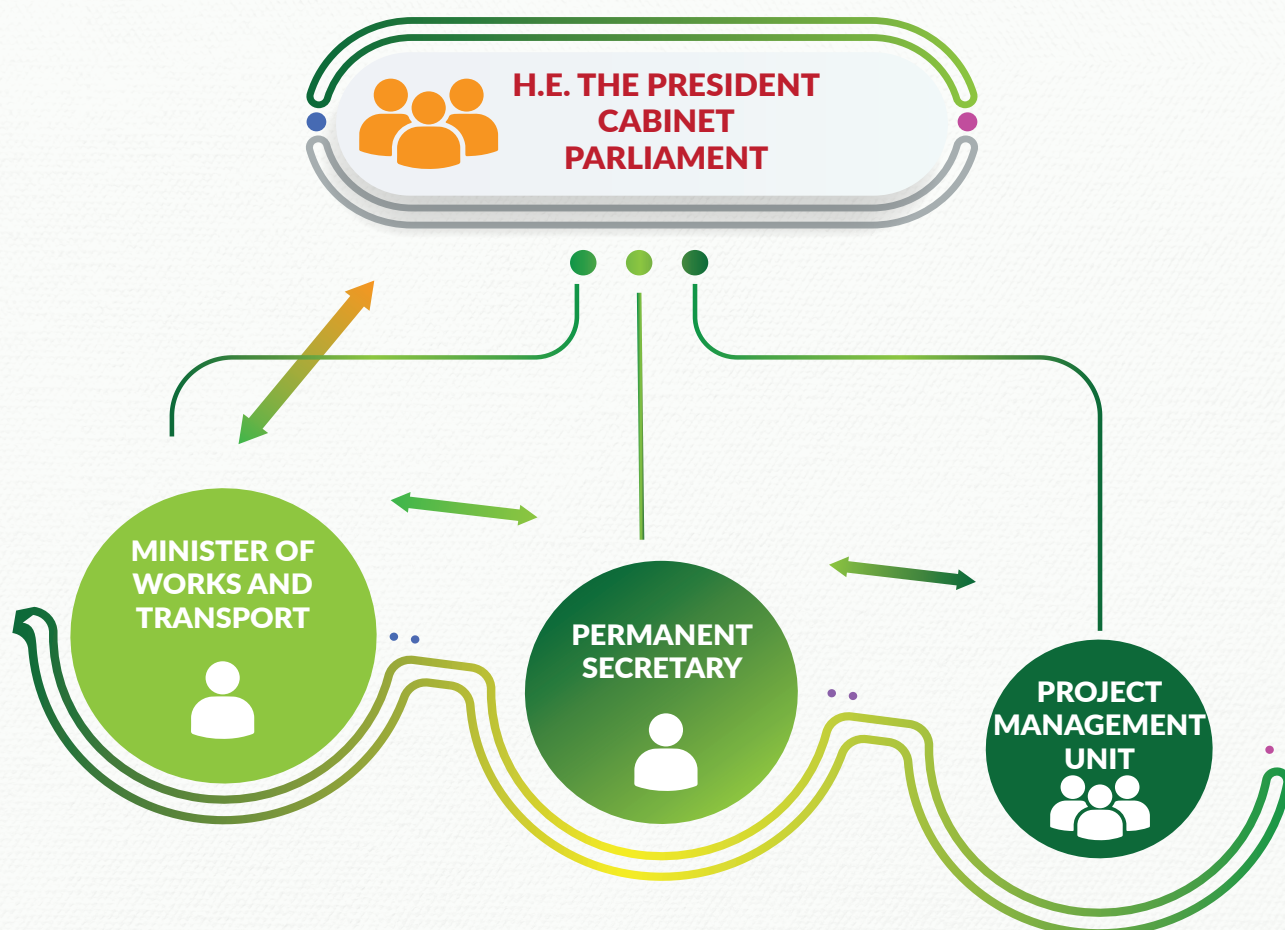 H.E. THE PRESIDENT
CABINET
PARLIAMENT
MINISTER OF
WORKS AND
TRANSPORT
PERMANENT
SECRETARY
PROJECT
MANAGEMENT
UNIT